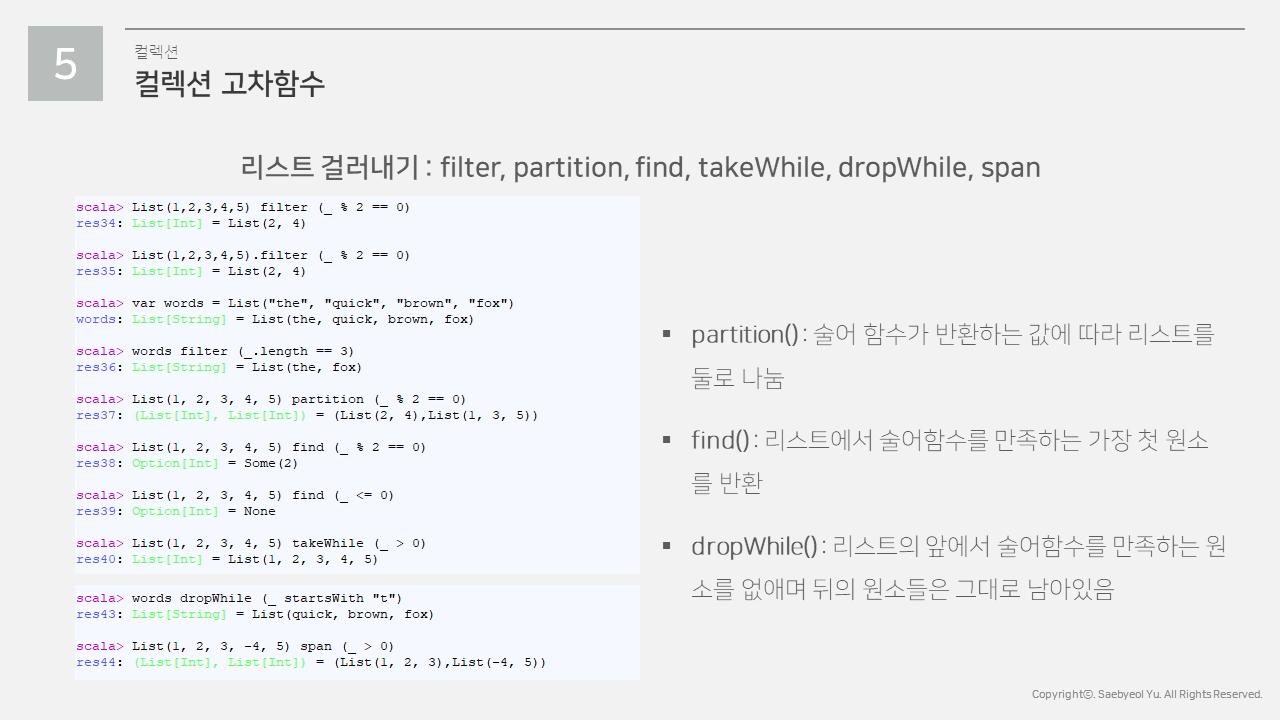 5
컬렉션
컬렉션 고차함수
리스트 걸러내기 : filter, partition, find, takeWhile, dropWhile, span
scala> List(1,2,3,4,5) filter (_ % 2 == 0)
res34: List[Int] = List(2, 4)
scala> List(1,2,3,4,5).filter (_ % 2 == 0)
res35: List[Int] = List(2, 4)
scala> var words = List("the", "quick", "brown", "fox")
words: List[String] = List(the, quick, brown, fox)
scala> words filter (_.length == 3)
res36: List[String] = List(the, fox)
scala> List(1, 2, 3, 4, 5) partition (_ % 2 == 0)
res37: (List[Int], List[Int]) = (List(2, 4),List(1, 3, 5))
scala> List(1, 2, 3, 4, 5) find (_ % 2 == 0)
res38: Option[Int] = Some(2)
scala> List(1, 2, 3, 4, 5) find (_ <= 0)
res39: Option[Int] = None
scala> List(1, 2, 3, 4, 5) takeWhile (_ > 0)
res40: List[Int] = List(1, 2, 3, 4, 5)
scala> words dropWhile (_ startsWith "t")
res43: List[String] = List(quick, brown, fox)
scala> List(1, 2, 3, -4, 5) span (_ > 0)
res44: (List[Int], List[Int]) = (List(1, 2, 3),List(-4, 5))
▪ partition() : 술어 함수가 반환하는 값에 따라 리스트를
둘로 나눔
▪ find() : 리스트에서 술어함수를 만족하는 가장 첫 원소
를 반환
▪ dropWhile() : 리스트의 앞에서 술어함수를 만족하는 원
소를 없애며 뒤의 원소들은 그대로 남아있음
Copyrightⓒ. Saebyeol Yu. All Rights Reserved.